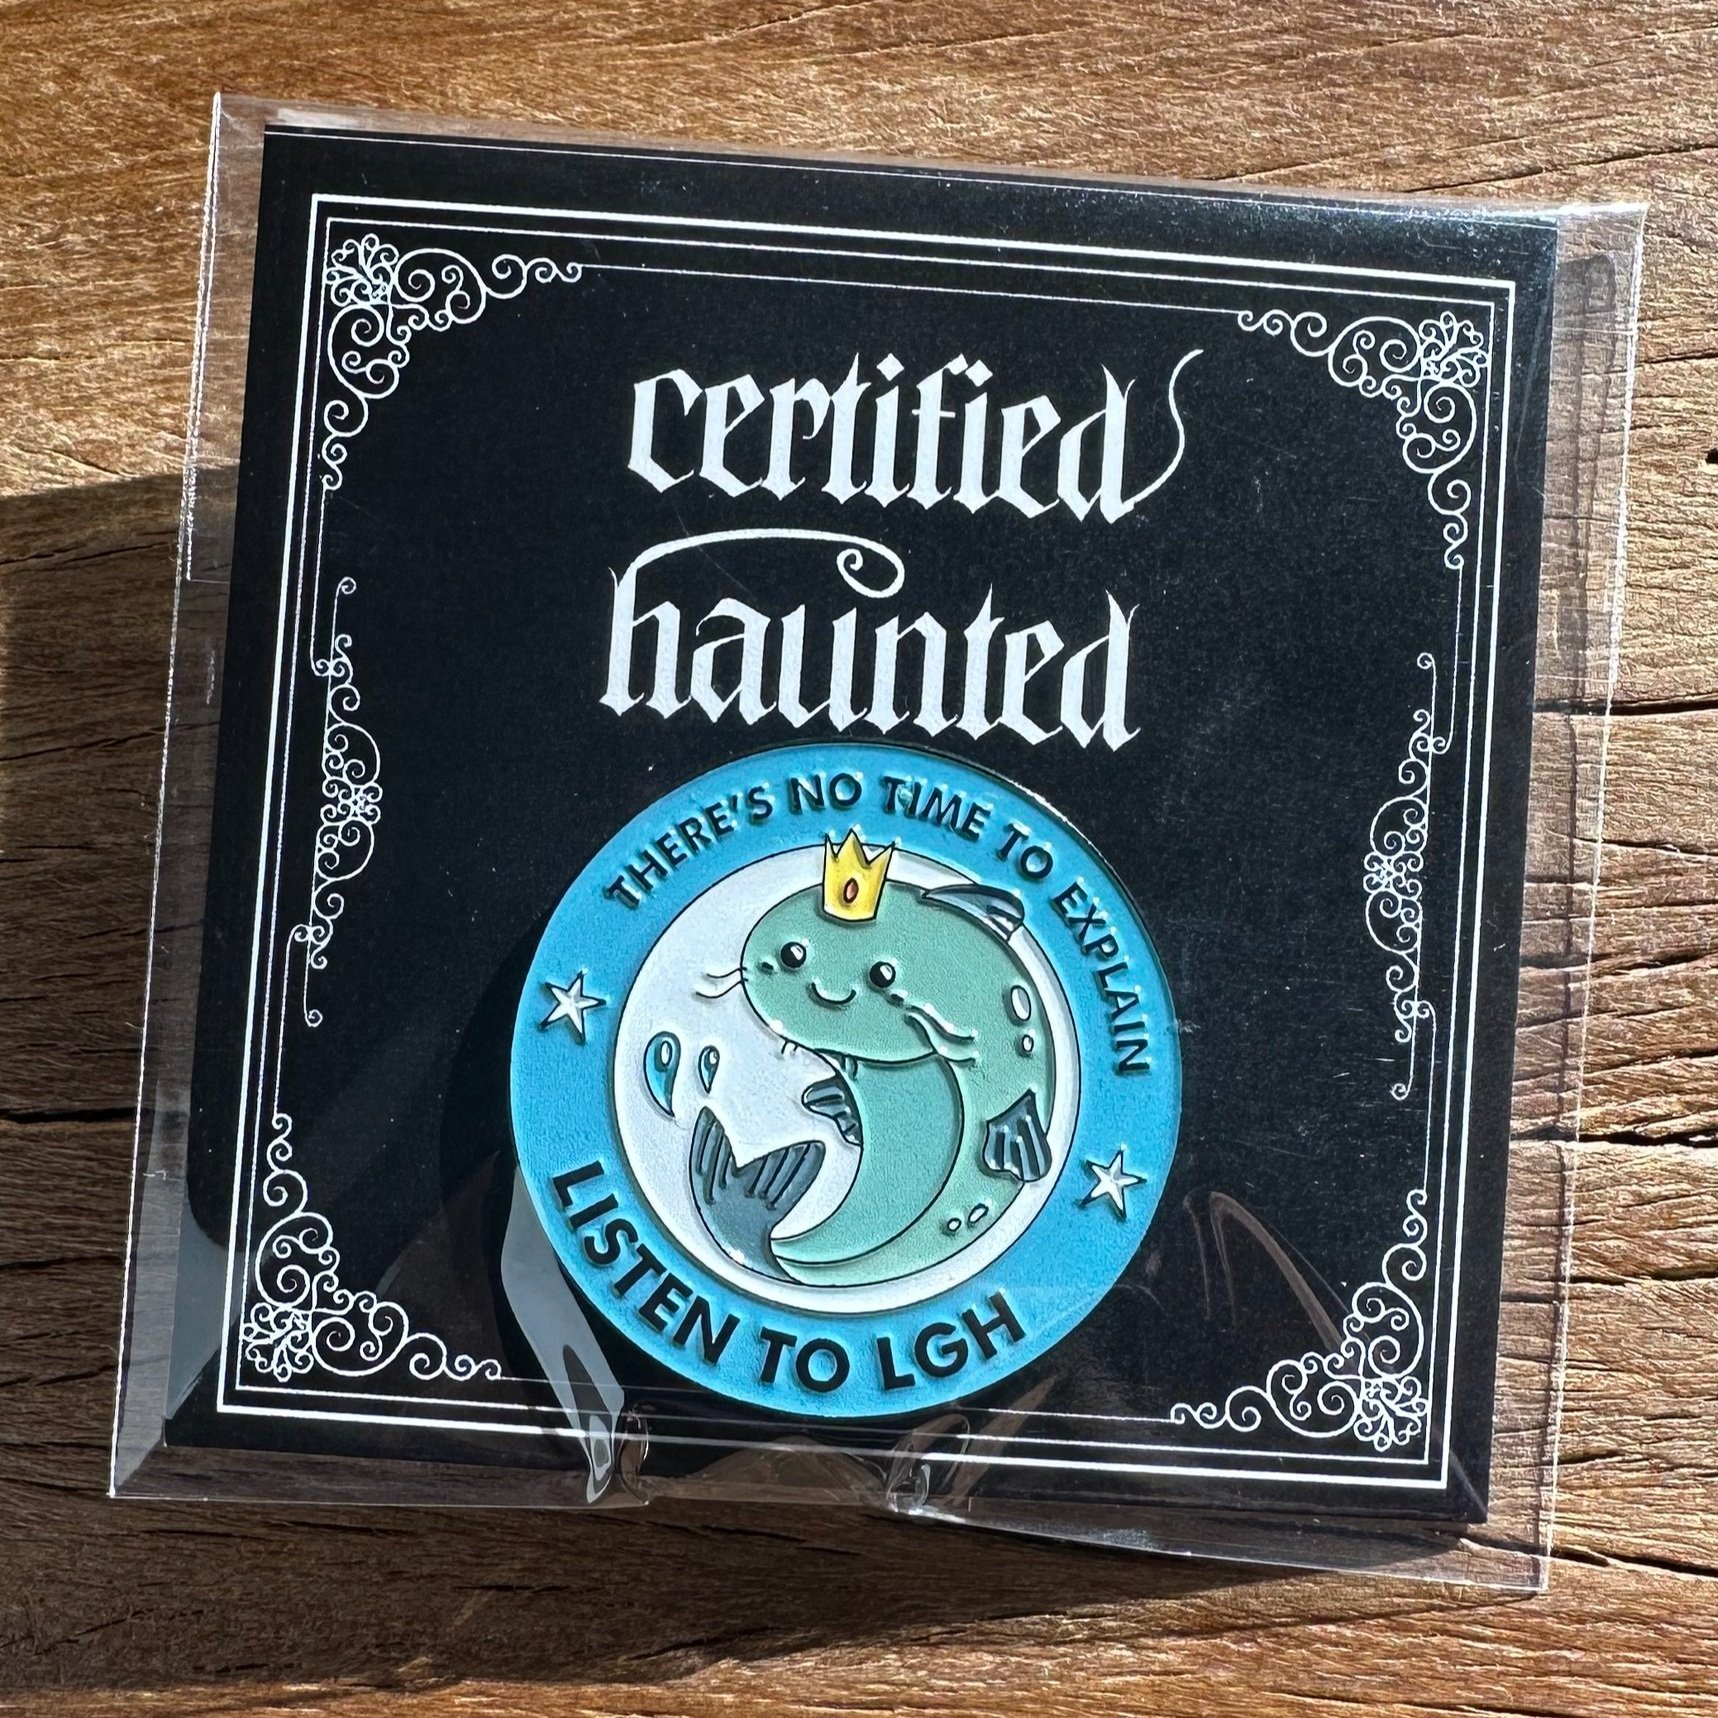 certified
haunted
THERE'S NO TIME TO EXPLAIN
LISTEN TO LGH